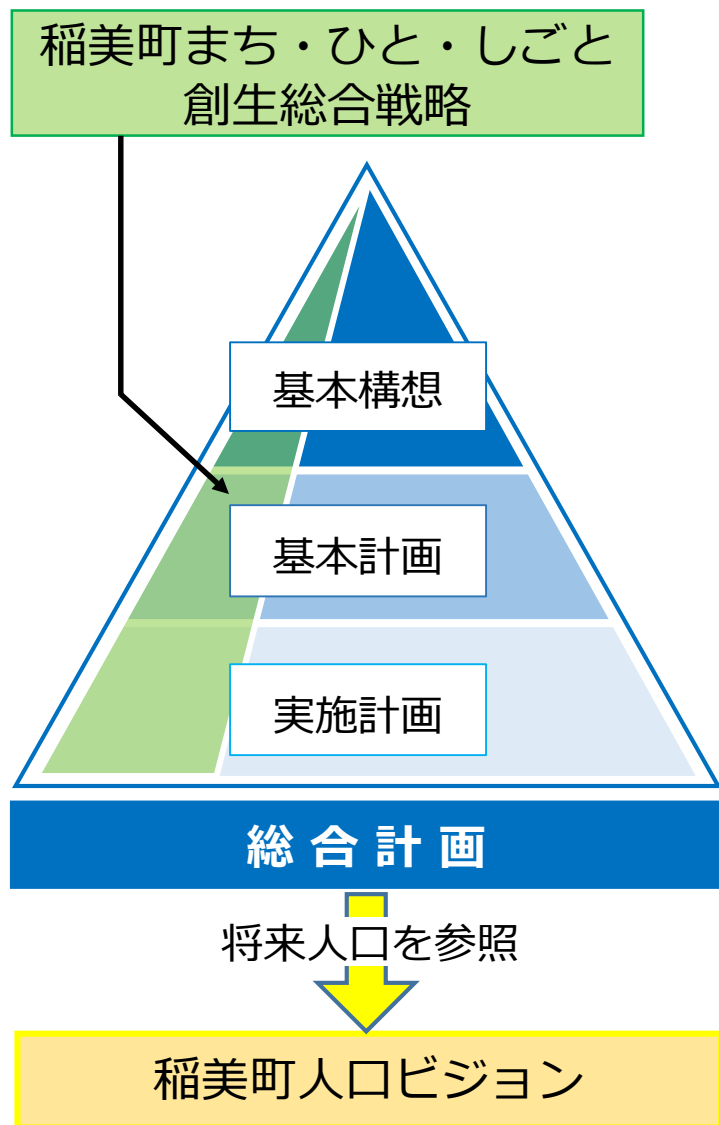 稲美町まち・ひと・しごと
創生総合戦略
基本構想
基本計画
実施計画
総合計画
将来人口を参照
稲美町人口ビジョン